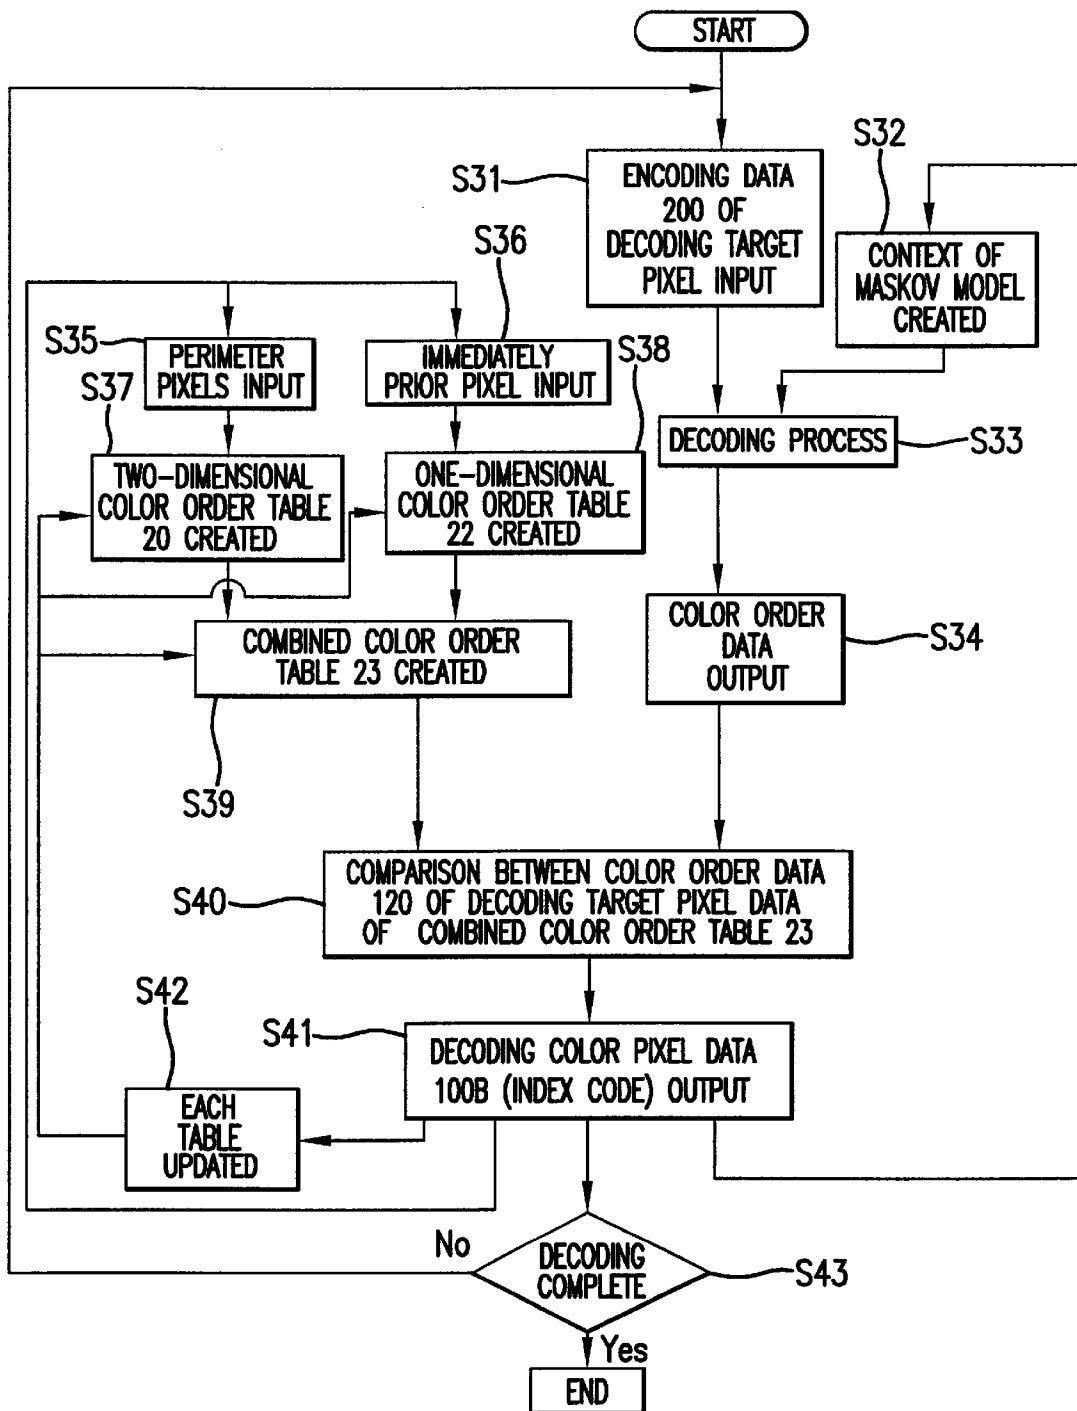 START
S31
ENCODING DATA
200 OF
DECODING TARGET
PIXEL INPUT
S32
CONTEXT OF
MASKOV MODEL
CREATED
S35
PERIMETER
PIXELS INPUT
S36
IMMEDIATELY
PRIOR PIXEL INPUT
S37
TWO-DIMENSIONAL
COLOR ORDER TABLE
20 CREATED
S38
ONE-DIMENSIONAL
COLOR ORDER TABLE
22 CREATED
DECODING PROCESS
S33
COMBINED COLOR ORDER
TABLE 23 CREATED
S39
COLOR ORDER
DATA
OUTPUT
S34
S40
COMPARISON BETWEEN COLOR ORDER DATA
120 OF DECODING TARGET PIXEL DATA
OF COMBINED COLOR ORDER TABLE 23
S41
DECODING COLOR PIXEL DATA
100B (INDEX CODE) OUTPUT
S42
EACH
TABLE
UPDATED
No
DECODING
COMPLETE
S43
Yes
END